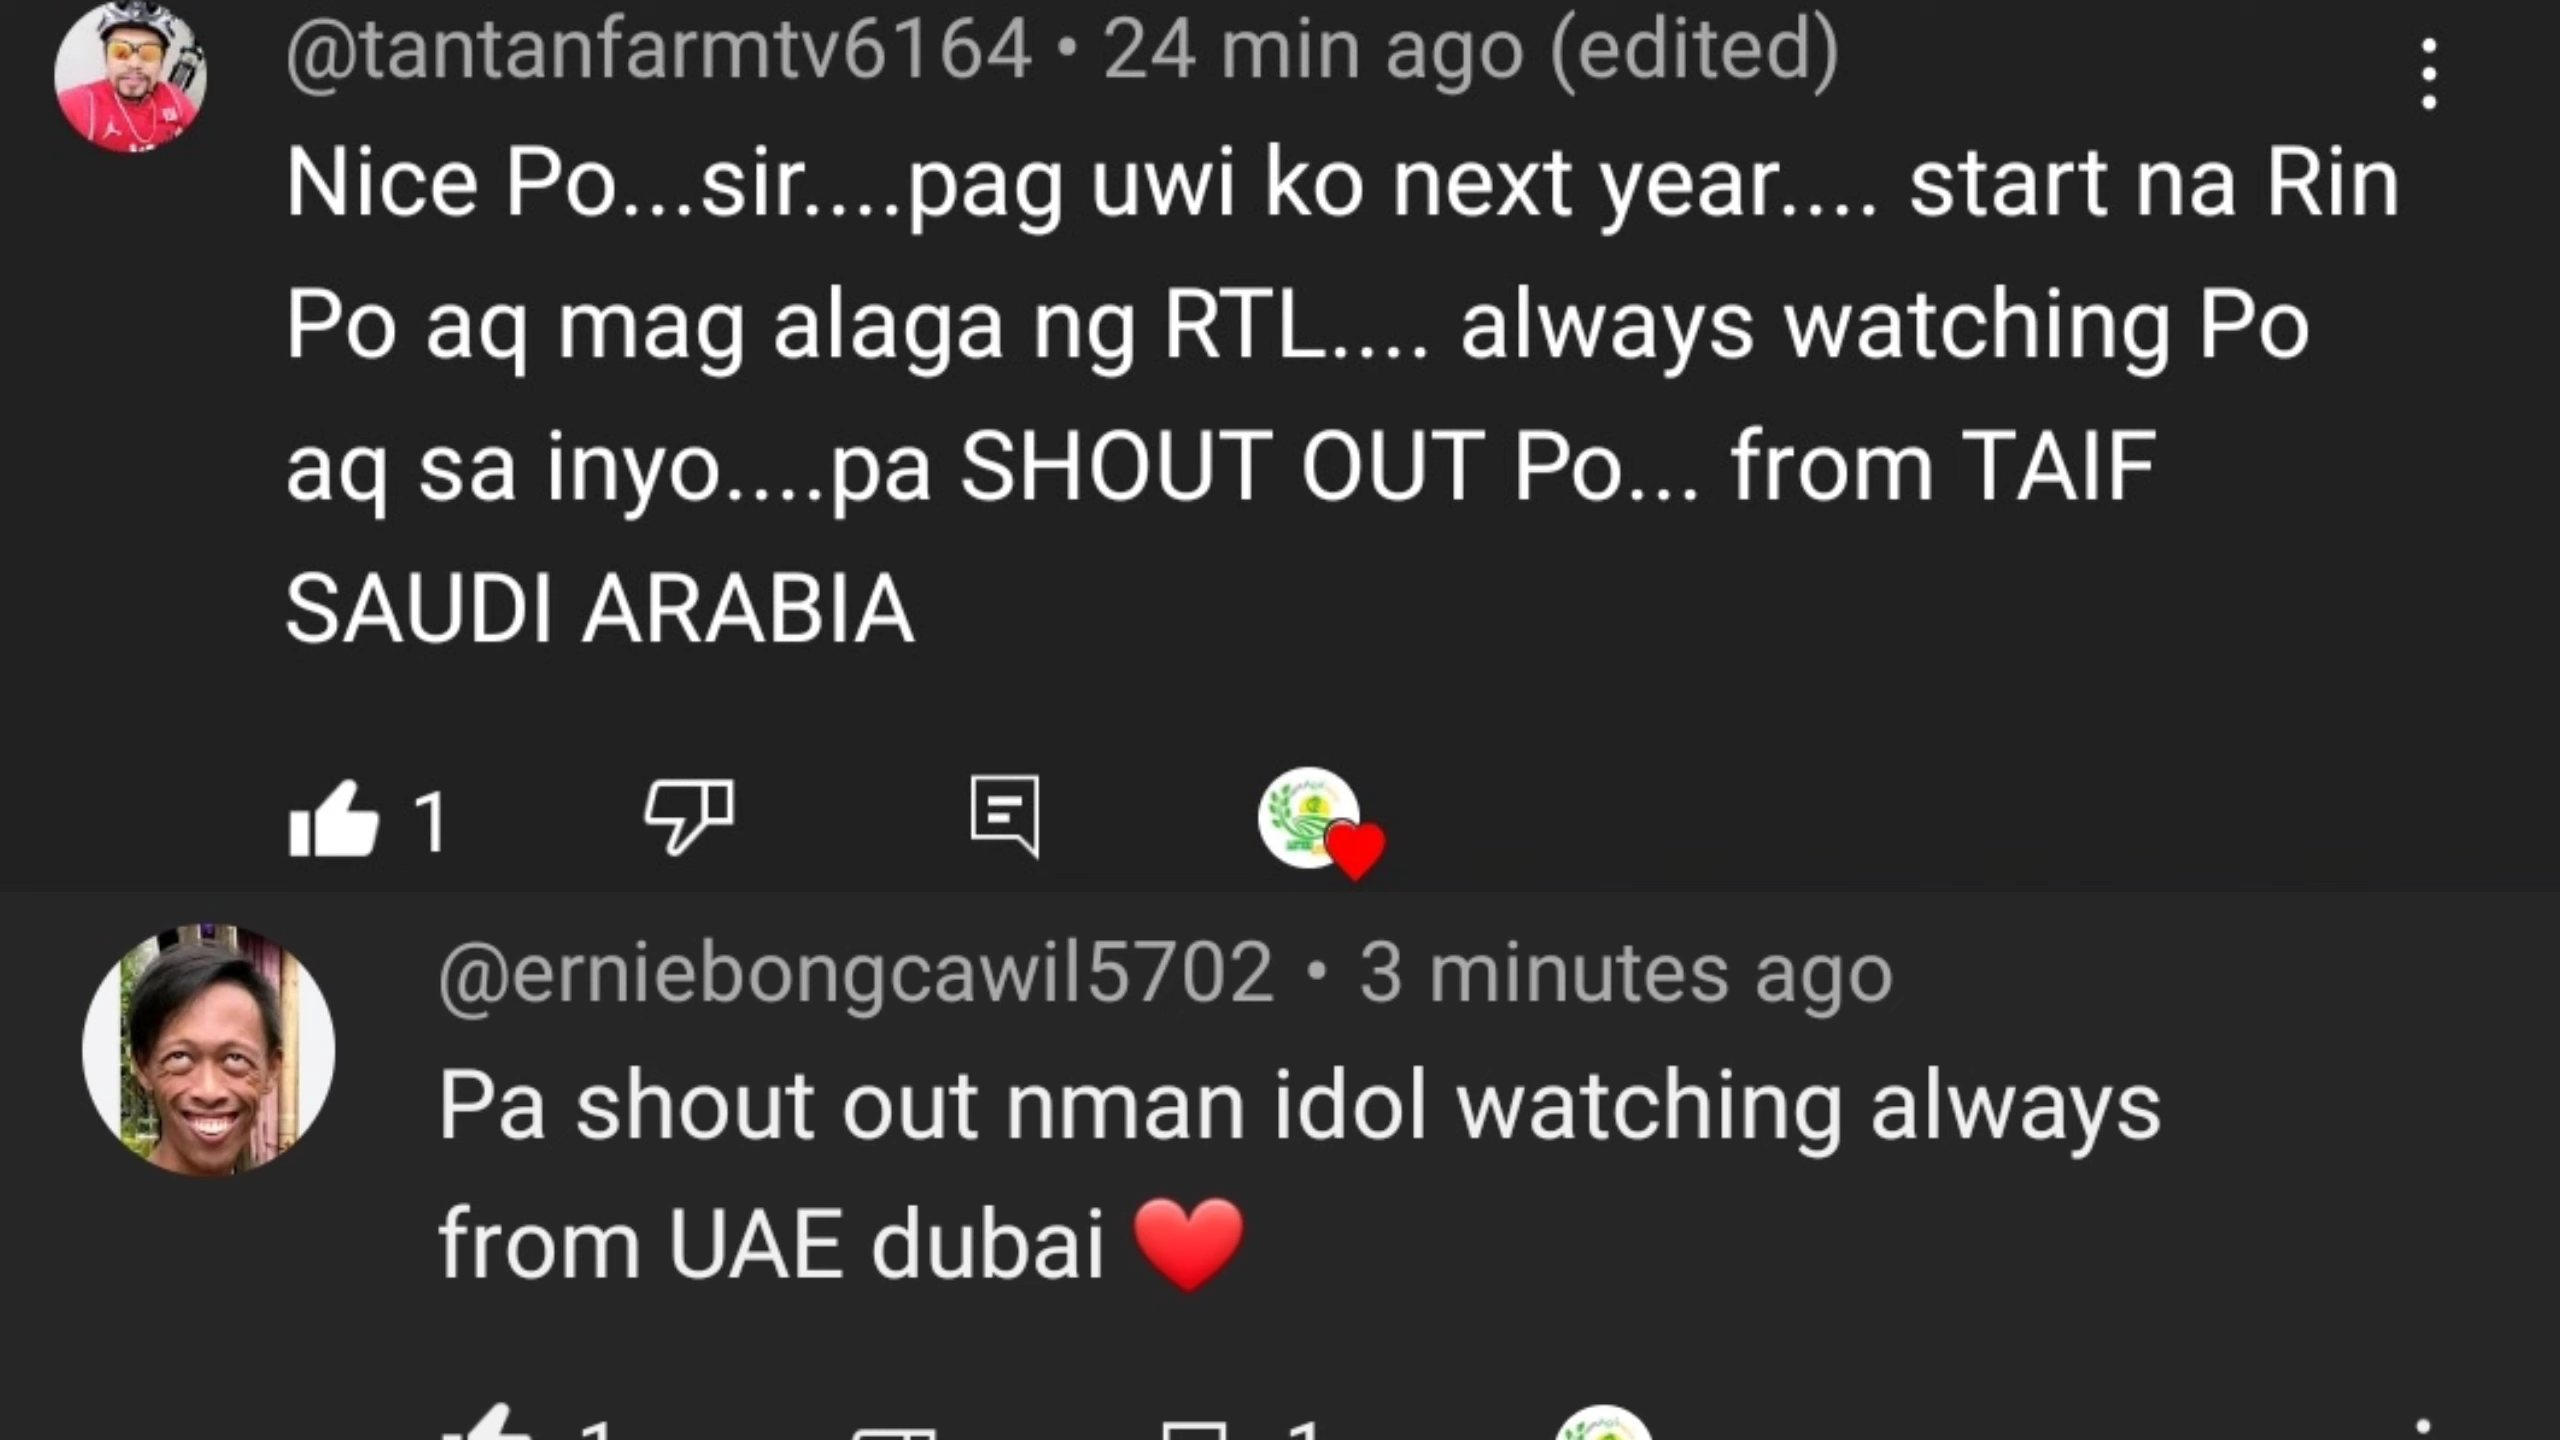 @tantanfarmtv6164 • 24 min ago (edited)
Nice Po...sir....pag uwi ko next year.... start na Rin
Po aq mag alaga ng RTL.... always watching Po
aq sa inyo....pa SHOUT OUT Po... from TAIF
SAUDI ARABIA
1
@erniebongcawil5702 • 3 minutes ago
Pa shout out nman idol watching always
from UAE dubai ❤️
1 1